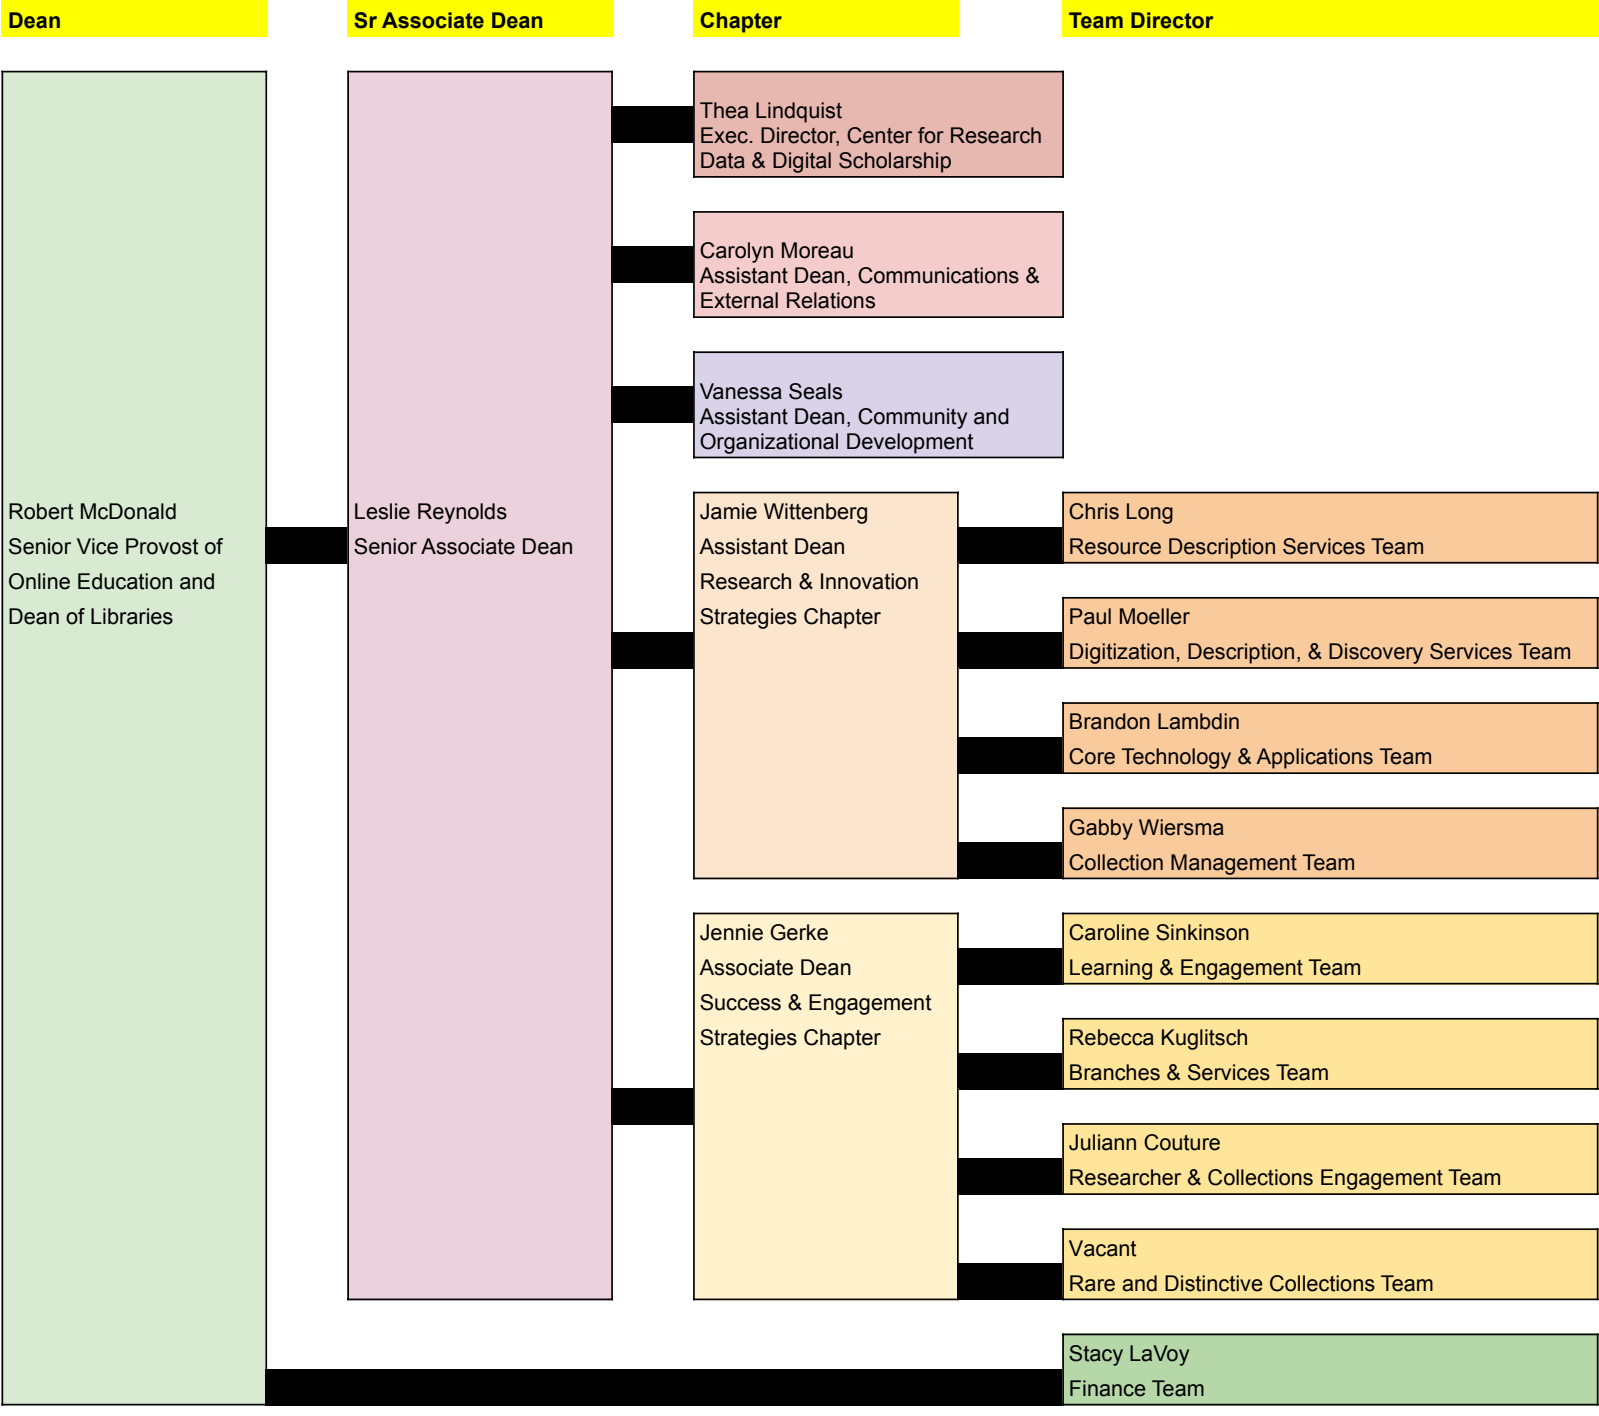 Dean
Sr Associate Dean
Chapter
Team Director
Robert McDonald
Senior Vice Provost of
Online Education and
Dean of Libraries
Leslie Reynolds
Senior Associate Dean
Thea Lindquist
Exec. Director, Center for Research
Data & Digital Scholarship
Carolyn Moreau
Assistant Dean, Communications &
External Relations
Vanessa Seals
Assistant Dean, Community and
Organizational Development
Jamie Wittenberg
Assistant Dean
Research & Innovation
Strategies Chapter
Chris Long
Resource Description Services Team
Paul Moeller
Digitization, Description, & Discovery Services Team
Brandon Lambdin
Core Technology & Applications Team
Gabby Wiersma
Collection Management Team
Jennie Gerke
Associate Dean
Success & Engagement
Strategies Chapter
Caroline Sinkinson
Learning & Engagement Team
Rebecca Kuglitsch
Branches & Services Team
Juliann Couture
Researcher & Collections Engagement Team
Vacant
Rare and Distinctive Collections Team
Stacy LaVoy
Finance Team